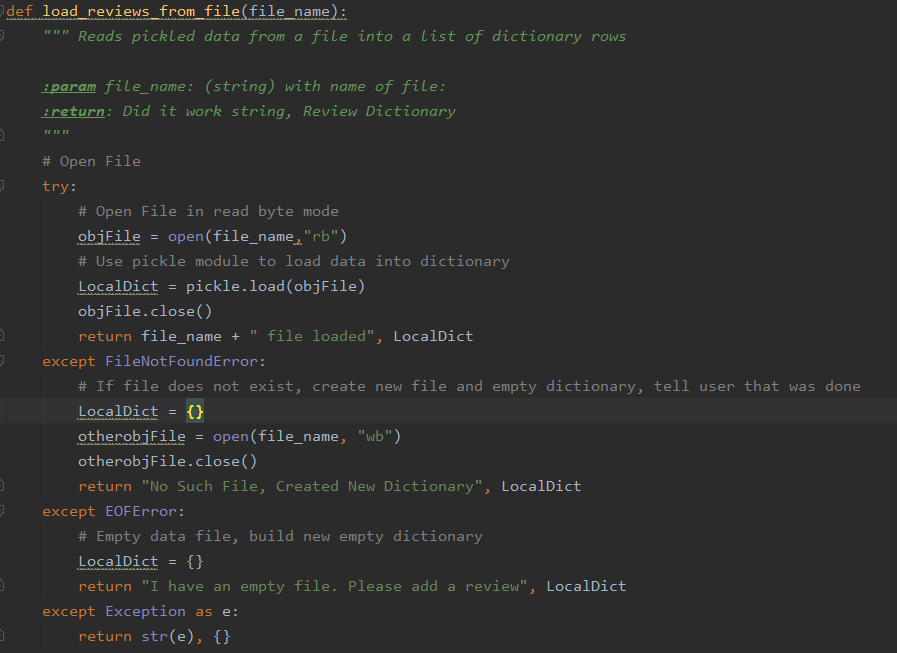 def load_reviews_from_file(file_name):
    """ Reads pickled data from a file into a list of dictionary rows

    :param file_name: (string) with name of file:
    :return: Did it work string, Review Dictionary
    """
    # Open File
    try:
        # Open File in read byte mode
        objFile = open(file_name,"rb")
        # Use pickle module to load data into dictionary
        LocalDict = pickle.load(objFile)
        objFile.close()
        return file_name + " file loaded", LocalDict
    except FileNotFoundError:
        # If file does not exist, create new file and empty dictionary, tell user that was done
        LocalDict = {}
        otherobjFile = open(file_name, "wb")
        otherobjFile.close()
        return "No Such File, Created New Dictionary", LocalDict
    except EOFError:
        # Empty data file, build new empty dictionary
        LocalDict = {}
        return "I have an empty file. Please add a review", LocalDict
    except Exception as e:
        return str(e), {}